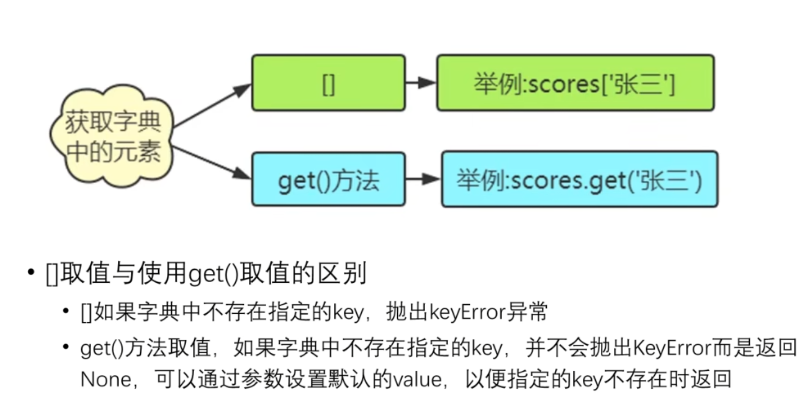 获取字典
中的元素
[]
举例:scores['张三']
get()方法
举例:scores.get('张三')
• []取值与使用get()取值的区别
• []如果字典中不存在指定的key，抛出keyError异常
• get()方法取值，如果字典中不存在指定的key，并不会抛出KeyError而是返回
None，可以通过参数设置默认的value，以便指定的key不存在时返回